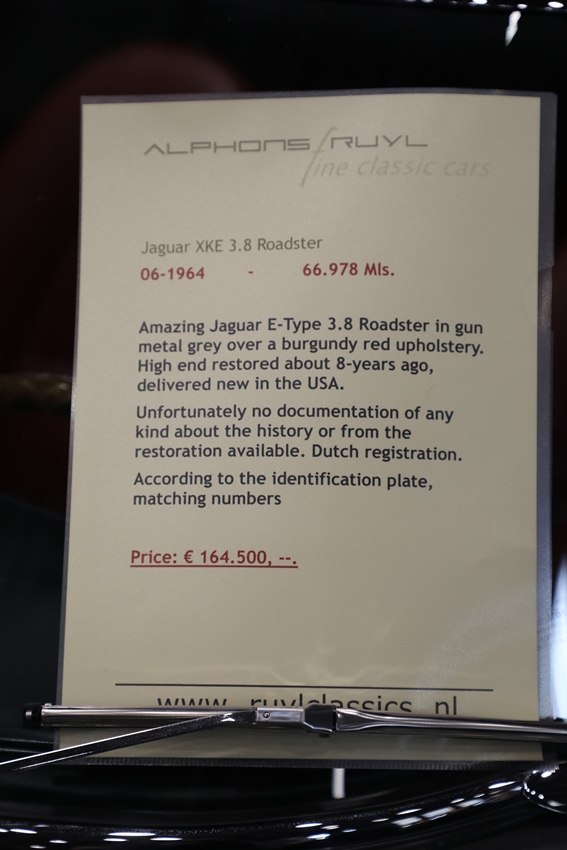 ALPHONS RUYL
fine classic cars
Jaguar XKE 3.8 Roadster
06-1964 - 66.978 Mls.
Amazing Jaguar E-Type 3.8 Roadster in gun
metal grey over a burgundy red upholstery.
High end restored about 8-years ago,
delivered new in the USA.
Unfortunately no documentation of any
kind about the history or from the
restoration available. Dutch registration.
According to the identification plate,
matching numbers
Price: € 164.500, --.
www. ruylclassics. nl